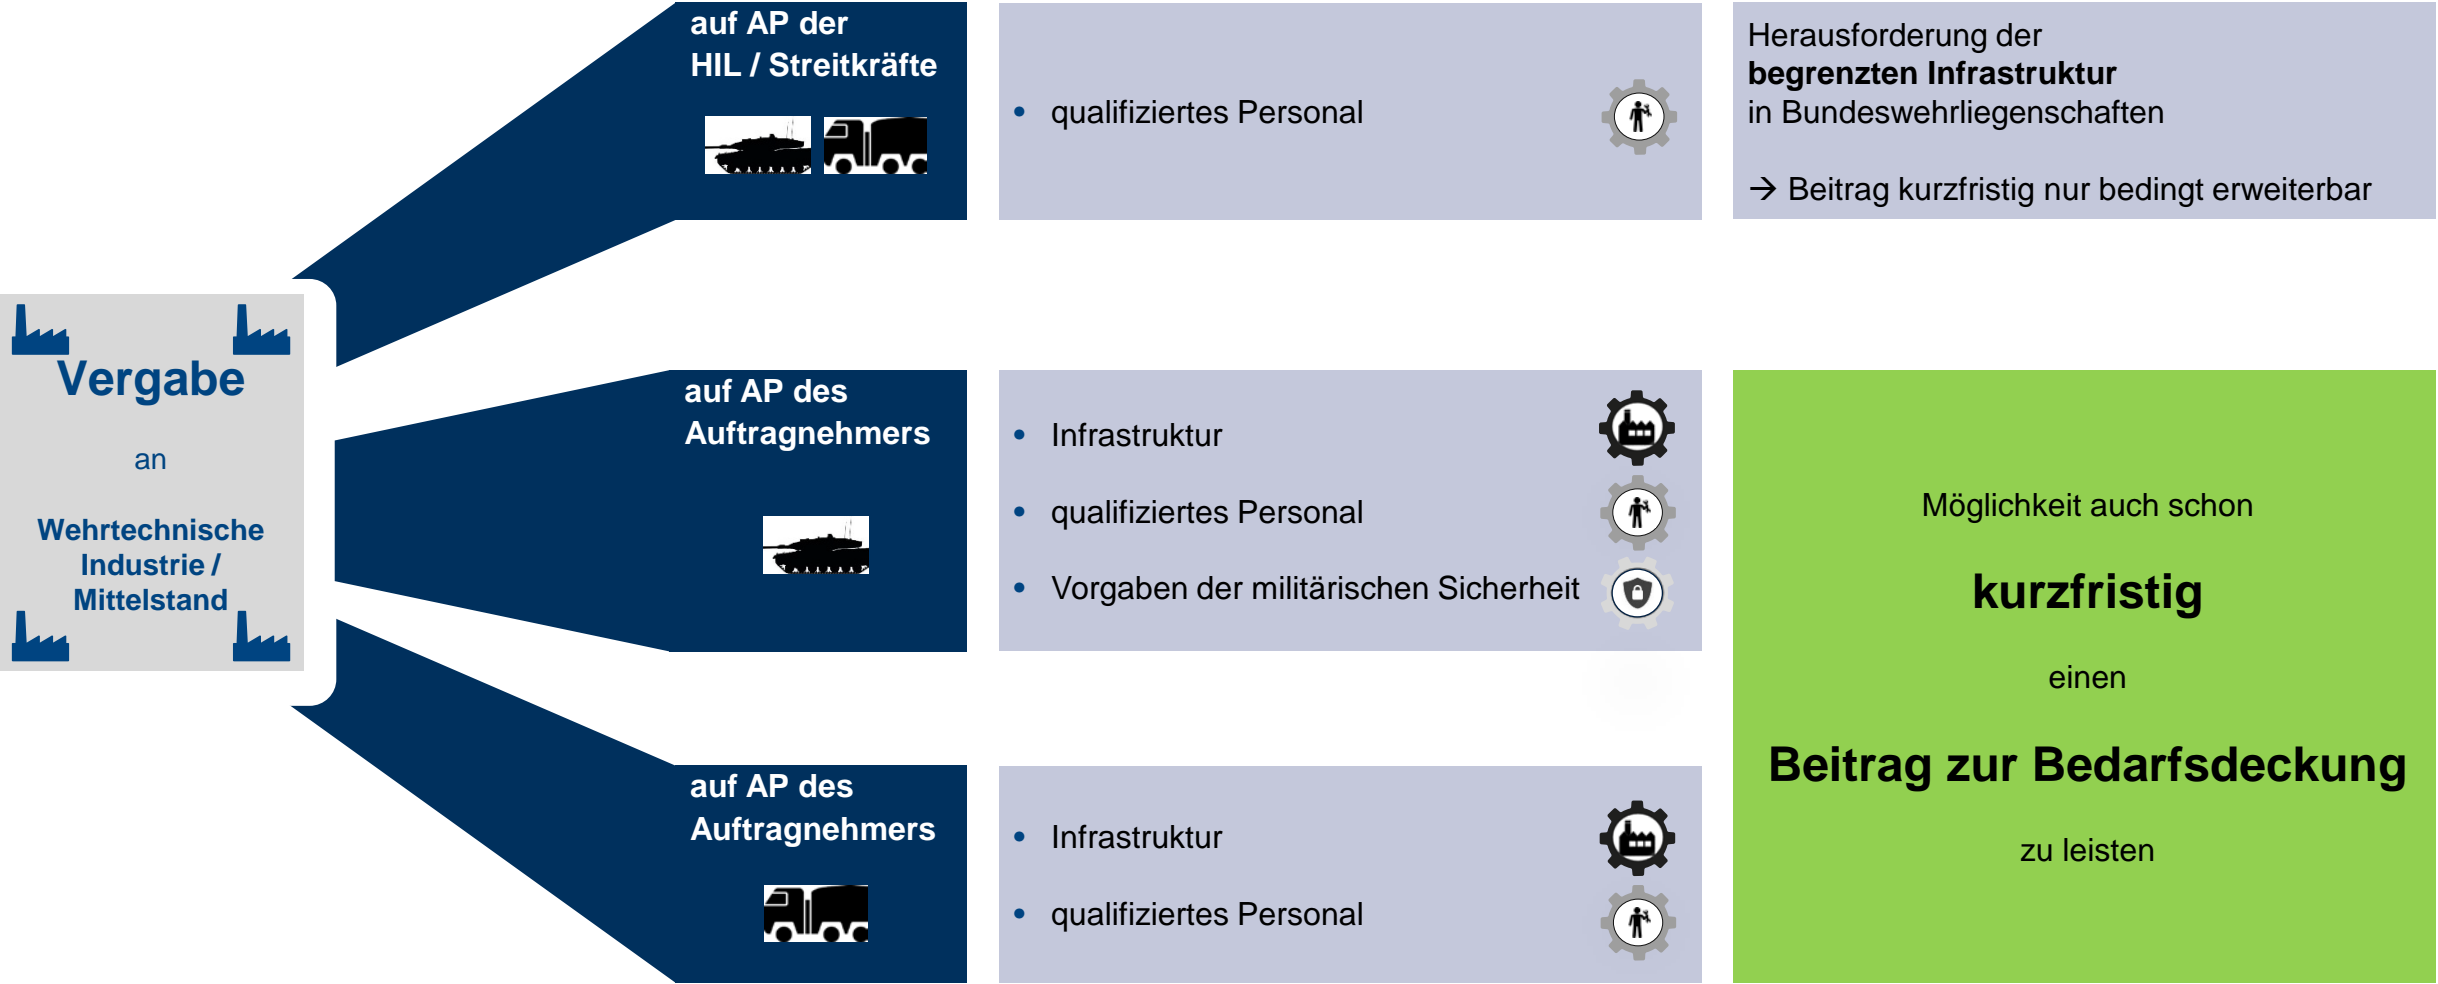 Vergabe
an
Wehrtechnische
Industrie /
Mittelstand
auf AP der
HIL / Streitkräfte
• qualifiziertes Personal
Herausforderung der
begrenzten Infrastruktur
in Bundeswehrliegenschaften
→ Beitrag kurzfristig nur bedingt erweiterbar
auf AP des
Auftragnehmers
• Infrastruktur
• qualifiziertes Personal
• Vorgaben der militärischen Sicherheit
auf AP des
Auftragnehmers
• Infrastruktur
• qualifiziertes Personal
Möglichkeit auch schon
kurzfristig
einen
Beitrag zur Bedarfsdeckung
zu leisten